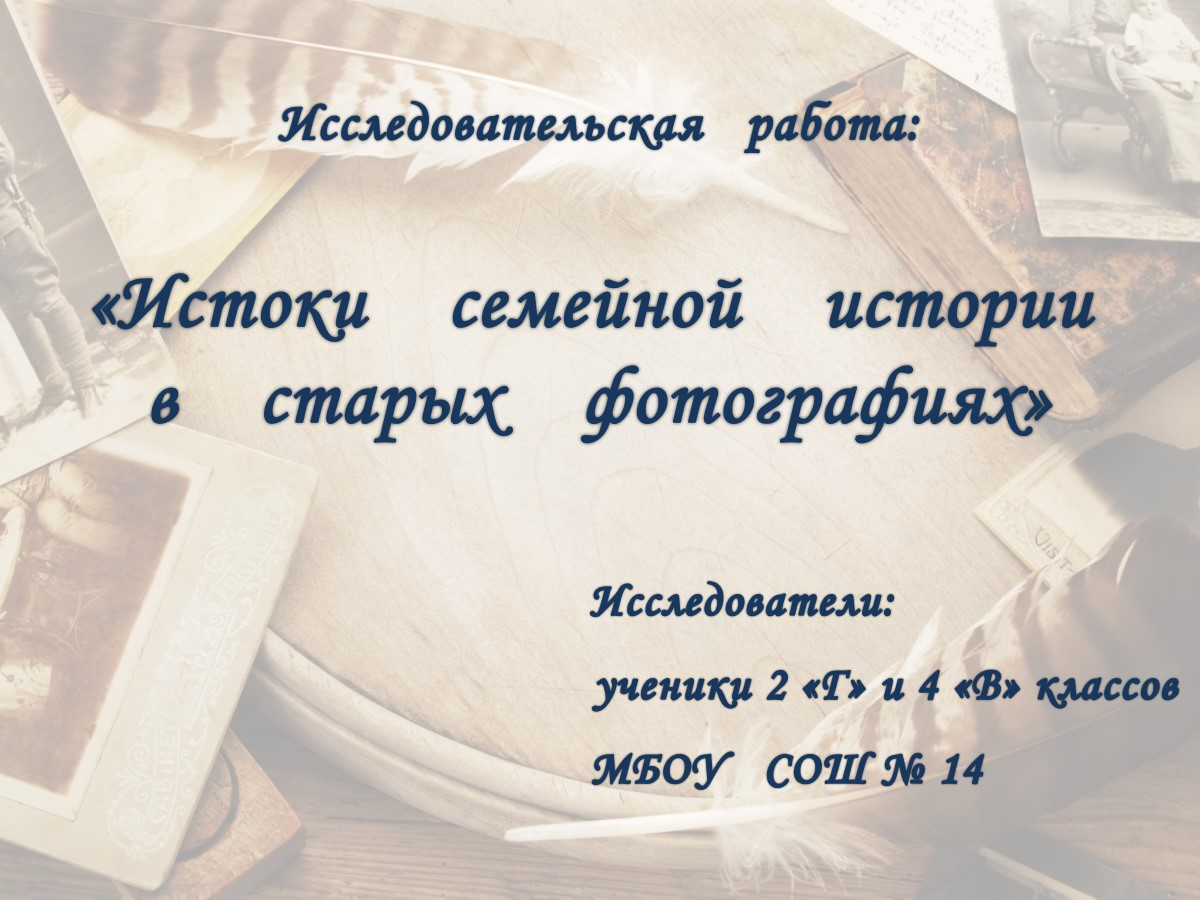 Исследовательская работа:
«Истоки семейной истории
в старых фотографиях»
Исследователи:
ученики 2 «Г» и 4 «В» классов
МБОУ СОШ № 14